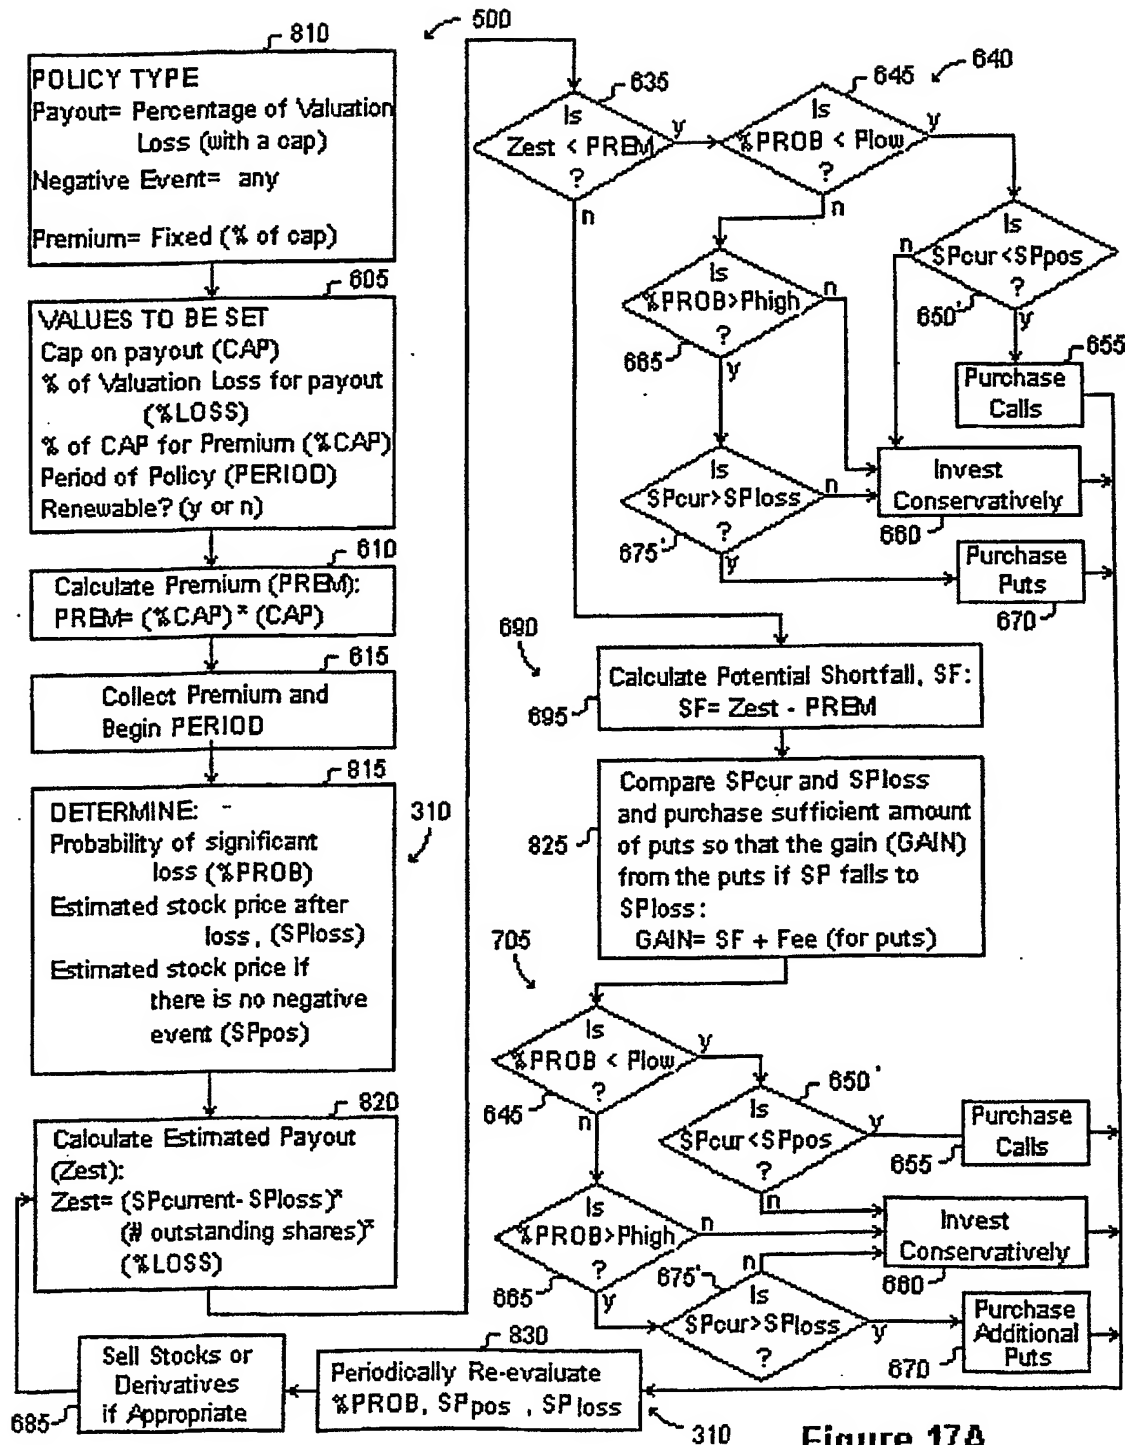 500
810
POLICY TYPE
Payout= Percentage of Valuation
Loss (with a cap)
Negative Event= any
Premium= Fixed (% of cap)
605
VALUES TO BE SET
Cap on payout (CAP)
% of Valuation Loss for payout
(%LOSS)
% of CAP for Premium (%CAP)
Period of Policy (PERIOD)
Renewable? (y or n)
610
Calculate Premium (PREM):
PREM= (%CAP)* (CAP)
615
Collect Premium and
Begin PERIOD
815
310
DETERMINE:
Probability of significant
loss (%PROB)
Estimated stock price after
loss, (SPloss)
Estimated stock price if
there is no negative
event (SPpos)
820
Calculate Estimated Payout
(Zest):
Zest= (SPcurrent- SPloss)*
(# outstanding shares)*
(%LOSS)
635
Is
Zest < PREM
?
y
n
640
645
Is
%PROB < Plow
?
y
n
Is
SPcur<SPpos
?
n
y
650'
655
Purchase
Calls
Is
%PROB>Phigh
?
n
y
665
Is
SPcur>SPloss
?
n
y
675'
Invest
Conservatively
660
Purchase
Puts
670
690
Calculate Potential Shortfall, SF:
SF= Zest - PREM
695
Compare SPcur and SPloss
and purchase sufficient amount
of puts so that the gain (GAIN)
from the puts if SP falls to
SPloss:
GAIN= SF + Fee (for puts)
825
705
Is
%PROB < Plow
?
y
n
645
650'
Is
SPcur<SPpos
?
y
n
Purchase
Calls
655
Is
%PROB>Phigh
?
n
y
665
Invest
Conservatively
660
675'
n
Is
SPcur>SPloss
?
y
Purchase
Additional
Puts
670
830
Periodically Re-evaluate
%PROB, SPpos , SPloss
310
Sell Stocks or
Derivatives
if Appropriate
685
Figure 17A